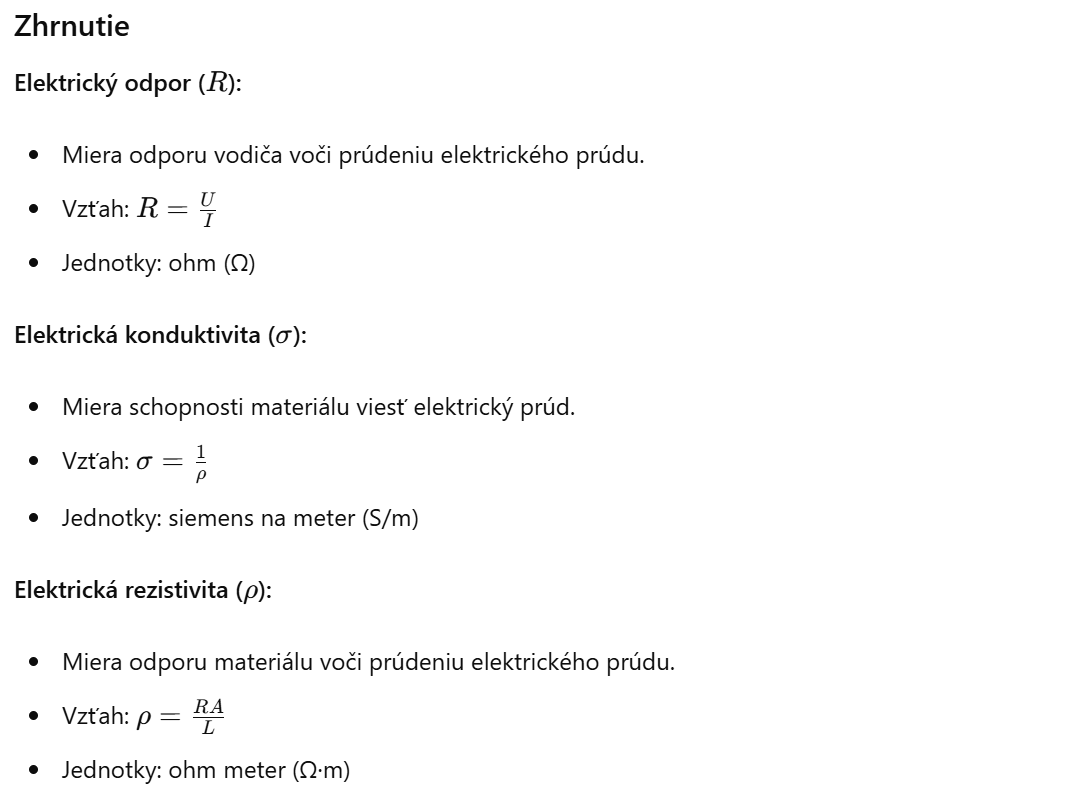 Zhrnutie
Elektrický odpor (R):
• Miera odporu vodiča voči prúdeniu elektrického prúdu.
• Vzťah: R = U/I
• Jednotky: ohm (Ω)
Elektrická konduktivita (σ):
• Miera schopnosti materiálu viesť elektrický prúd.
• Vzťah: σ = 1/ρ
• Jednotky: siemens na meter (S/m)
Elektrická rezistivita (ρ):
• Miera odporu materiálu voči prúdeniu elektrického prúdu.
• Vzťah: ρ = RA/L
• Jednotky: ohm meter (Ω·m)